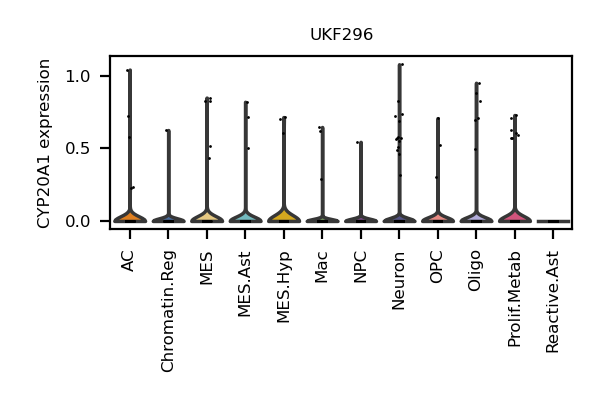 UKF296
CYP20A1 expression
1.0
0.5
0.0
AC
Chromatin.Reg
MES
MES.Ast
MES.Hyp
Mac
NPC
Neuron
OPC
Oligo
Prolif.Metab
Reactive.Ast